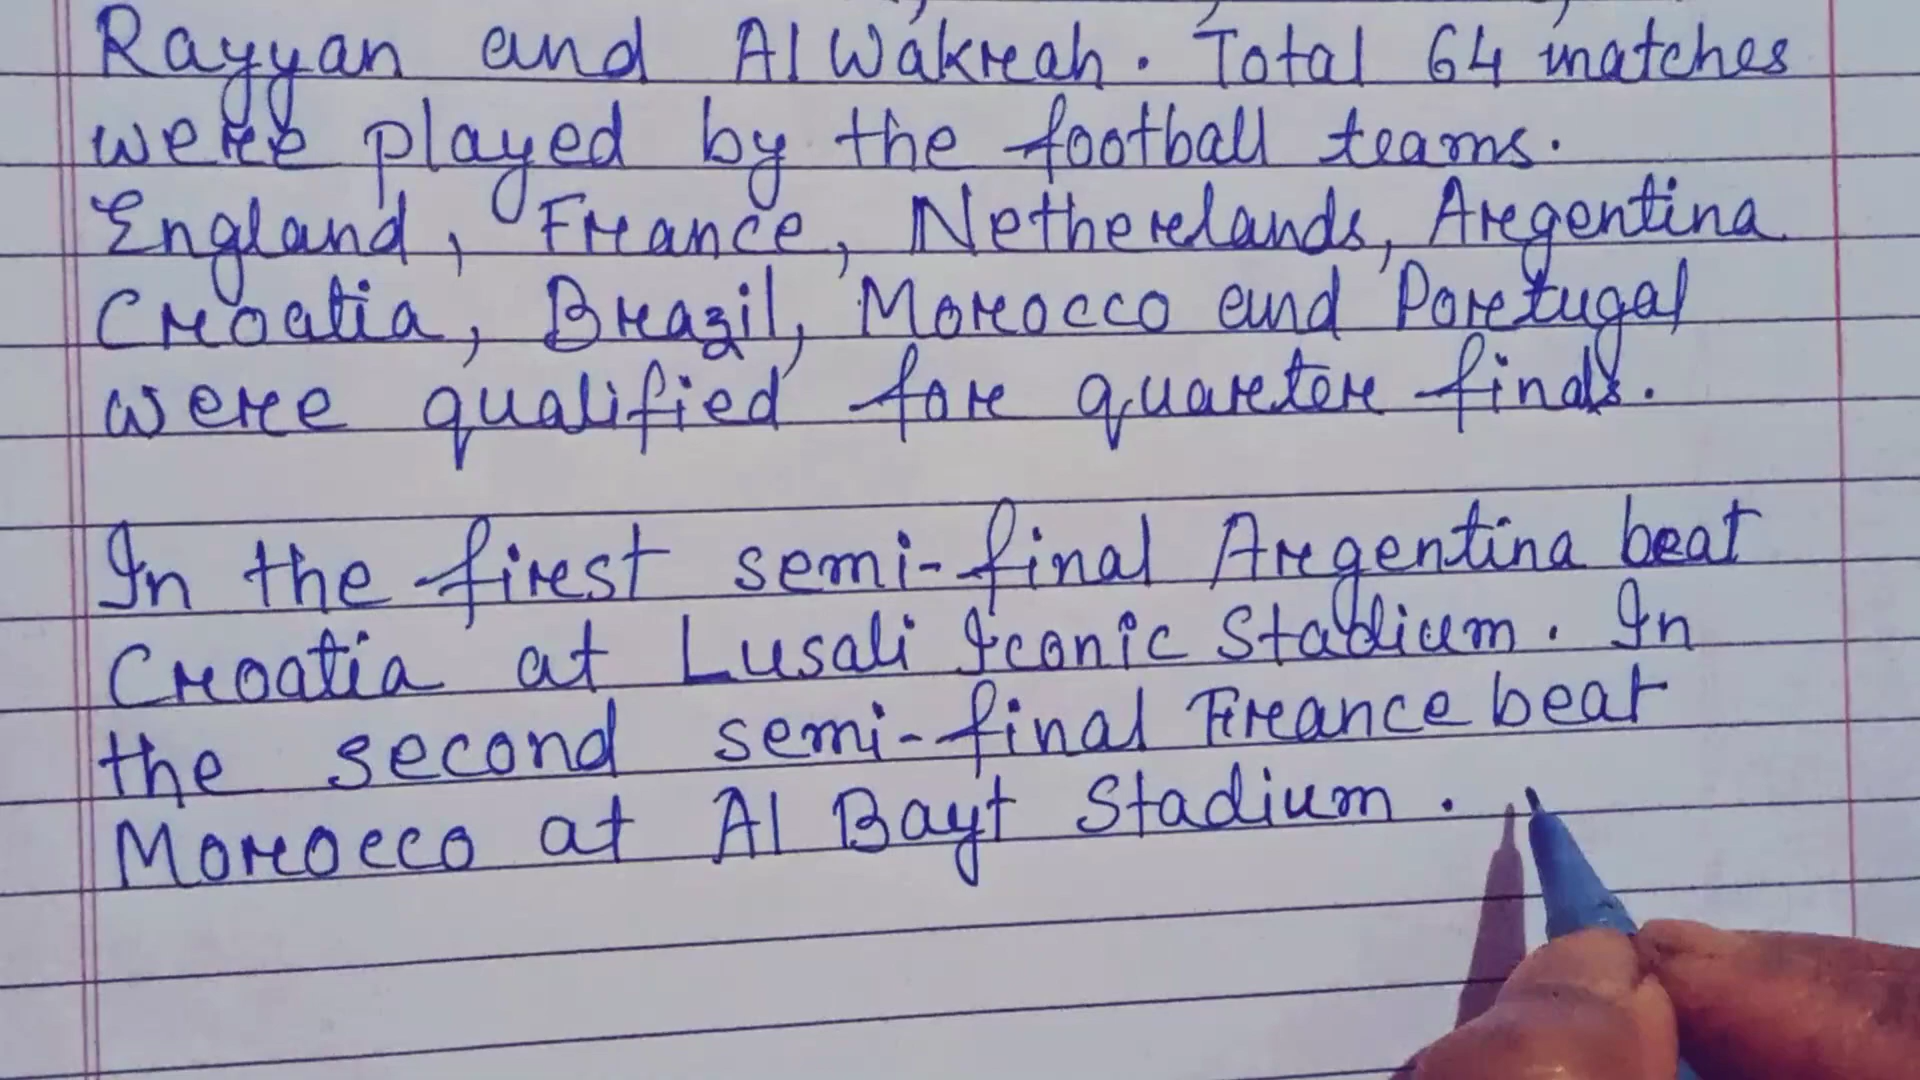 Rayyan and Al Wakrah. Total 64 matches
were played by the football teams.
England, France, Netherlands, Argentina
Croatia, Brazil, Morocco and Portugal
were qualified for quarter finals.
In the first semi-final Argentina beat
Croatia at Lusali Iconic Stadium. In
the second semi-final France beat
Morocco at Al Bayt Stadium.